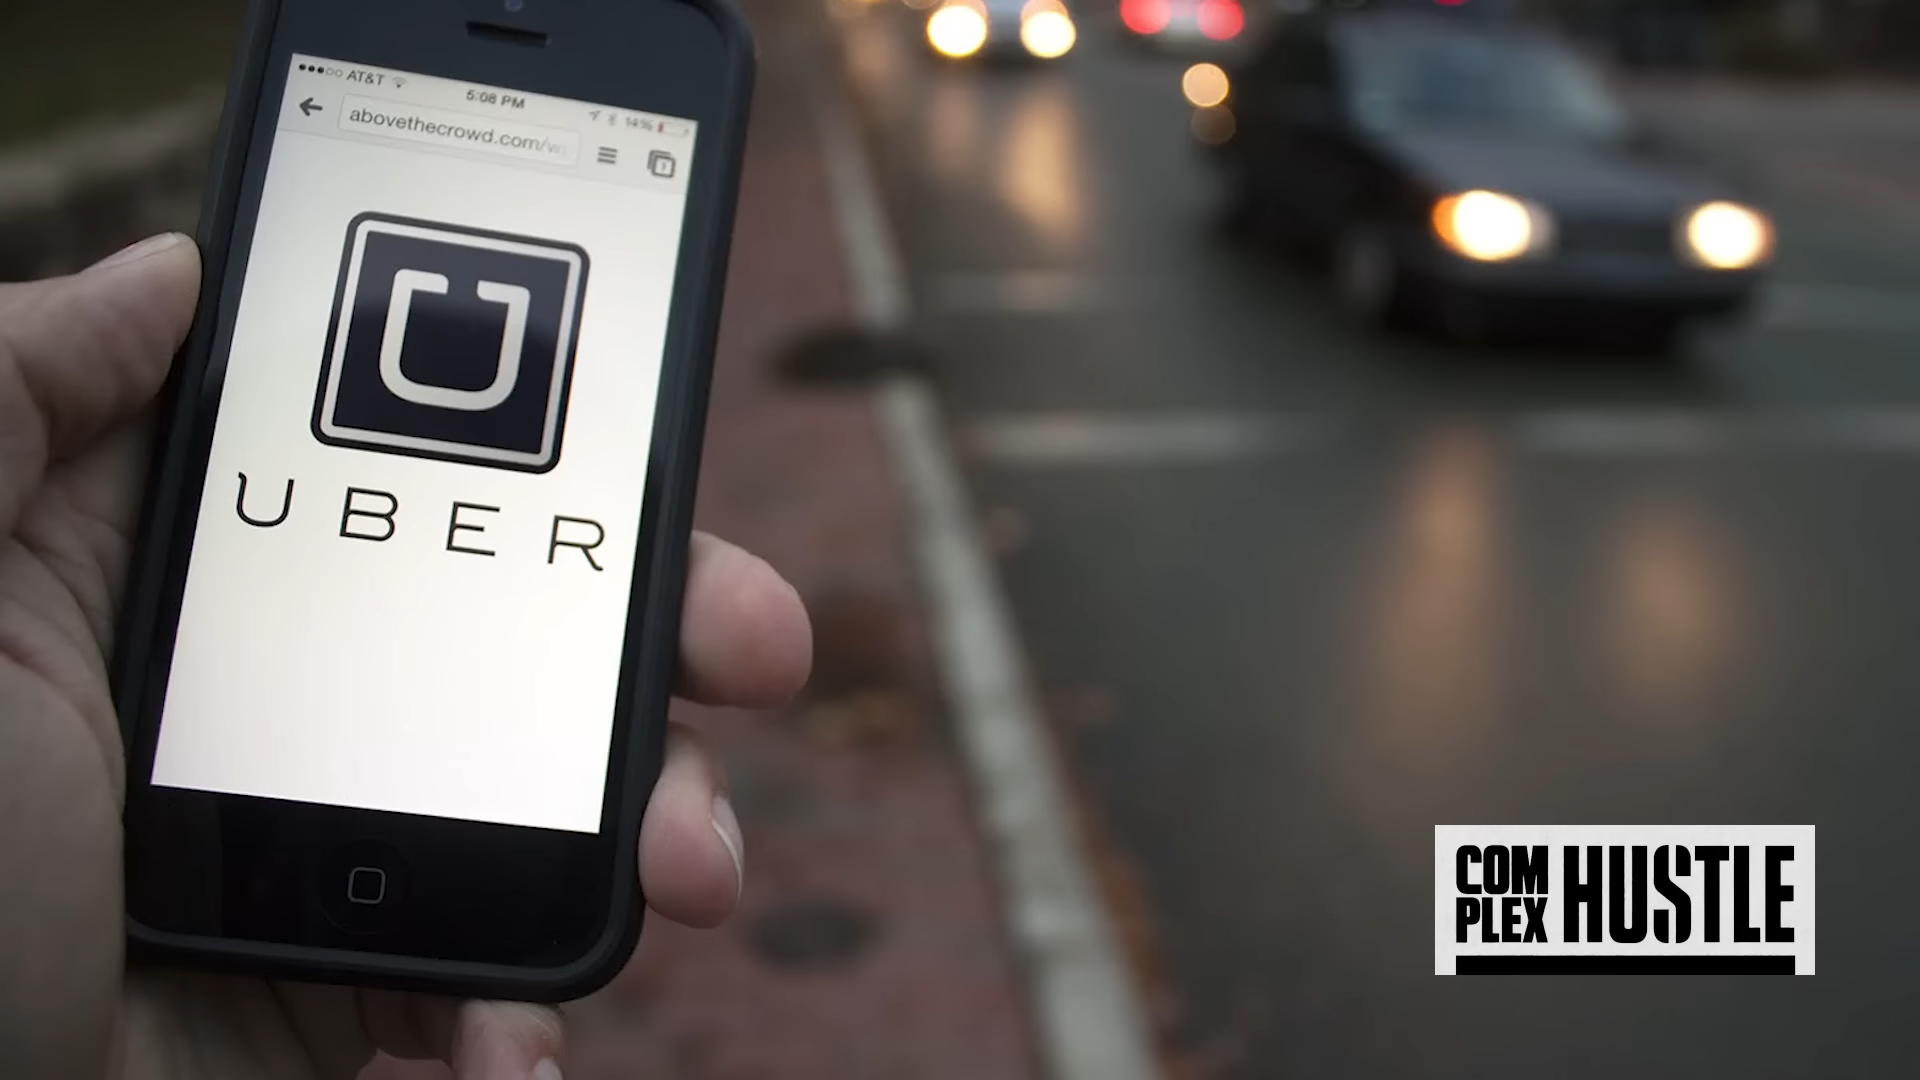 AT&T
5:08 PM
14%
abovethecrowd.com/w
U
UBER
COM
PLEX
HUSTLE